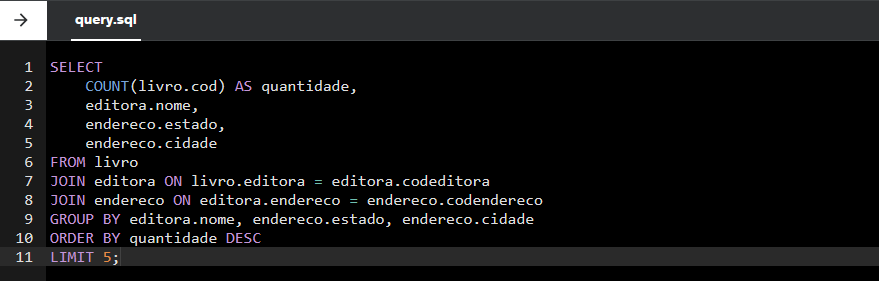 query.sql
1 SELECT
2     COUNT(livro.cod) AS quantidade,
3     editora.nome,
4     endereco.estado,
5     endereco.cidade
6 FROM livro
7 JOIN editora ON livro.editora = editora.codeditora
8 JOIN endereco ON editora.endereco = endereco.codendereco
9 GROUP BY editora.nome, endereco.estado, endereco.cidade
10 ORDER BY quantidade DESC
11 LIMIT 5;